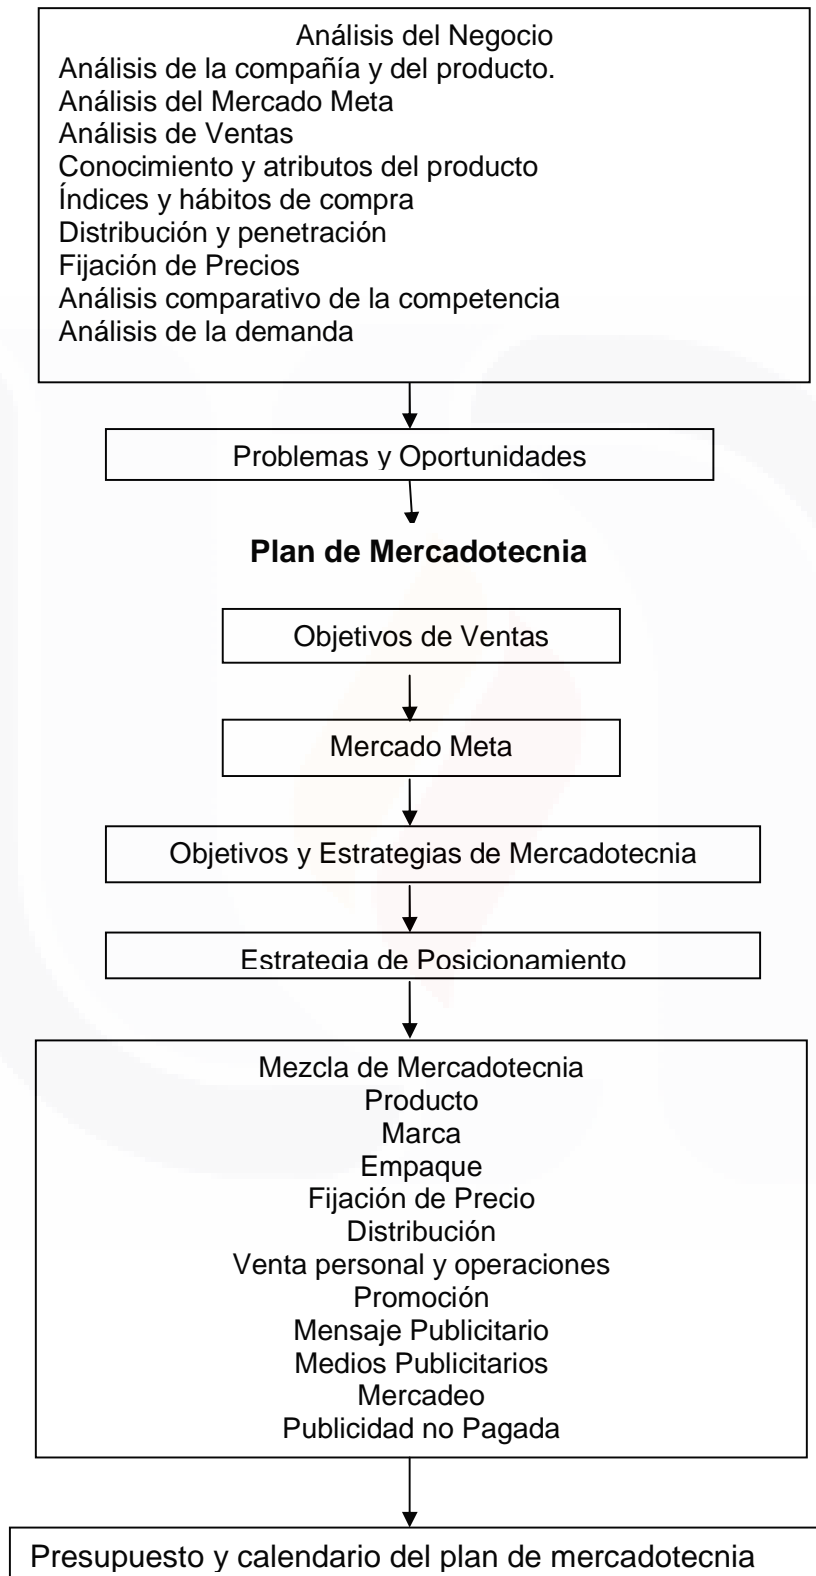 Análisis del Negocio
Análisis de la compañía y del producto.
Análisis del Mercado Meta
Análisis de Ventas
Conocimiento y atributos del producto
Índices y hábitos de compra
Distribución y penetración
Fijación de Precios
Análisis comparativo de la competencia
Análisis de la demanda
Problemas y Oportunidades
Plan de Mercadotecnia
Objetivos de Ventas
Mercado Meta
Objetivos y Estrategias de Mercadotecnia
Estrategia de Posicionamiento
Mezcla de Mercadotecnia
Producto
Marca
Empaque
Fijación de Precio
Distribución
Venta personal y operaciones
Promoción
Mensaje Publicitario
Medios Publicitarios
Mercadeo
Publicidad no Pagada
Presupuesto y calendario del plan de mercadotecnia